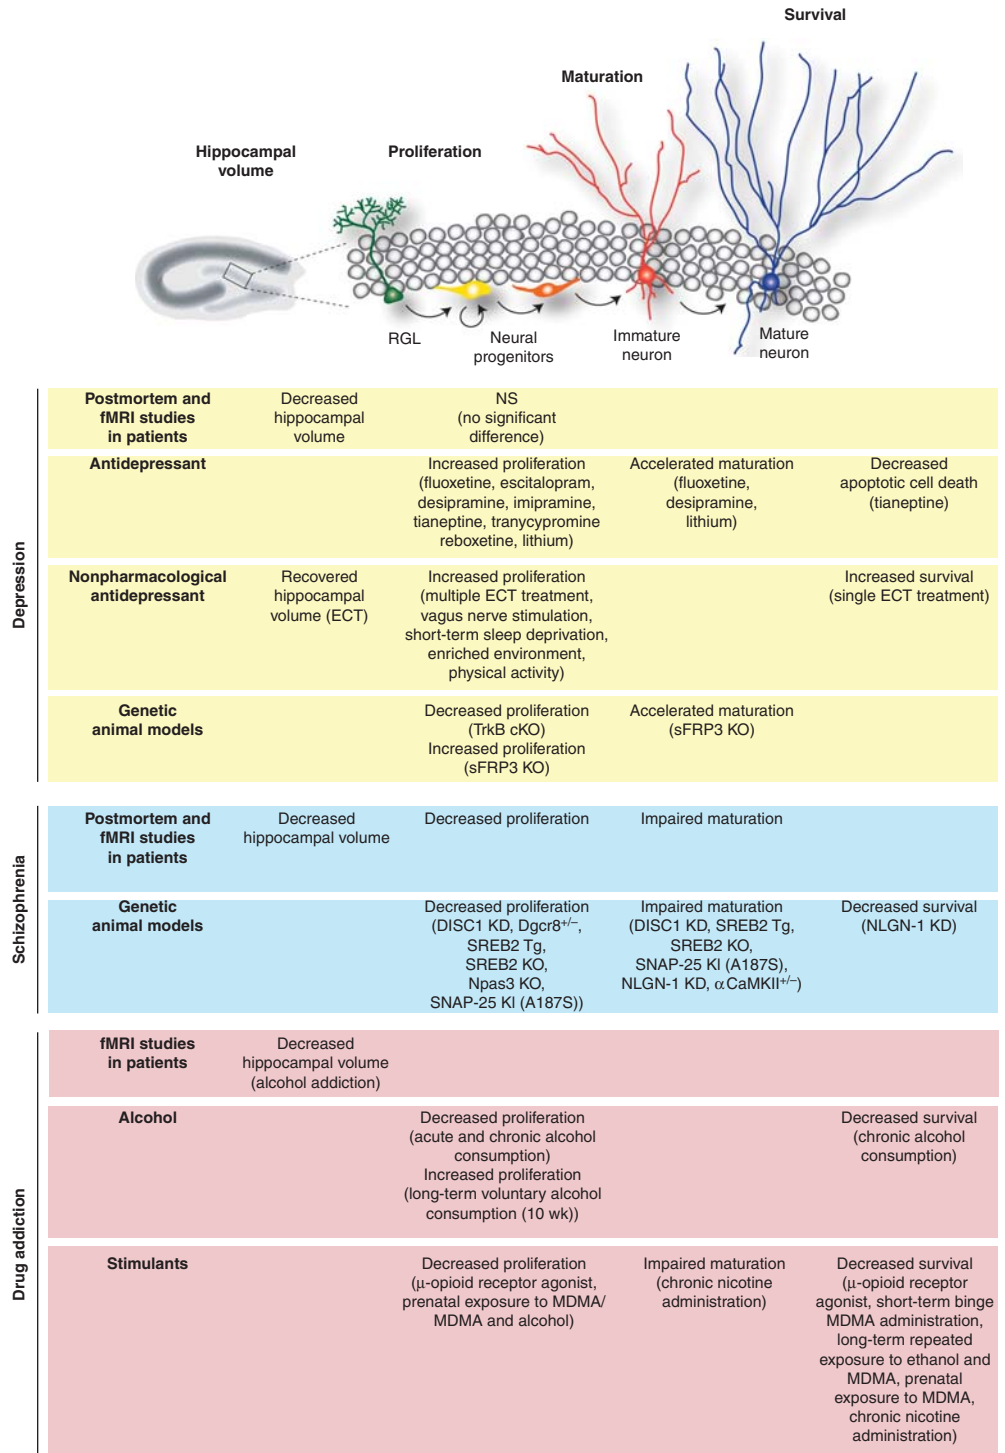 Survival
Maturation
Hippocampal
volume
Proliferation
RGL
Neural
progenitors
Immature
neuron
Mature
neuron
Depression
Postmortem and
fMRI studies
in patients
Decreased
hippocampal
volume
NS
(no significant
difference)
Antidepressant
Increased proliferation
(fluoxetine, escitalopram,
desipramine, imipramine,
tianeptine, tranycypromine
reboxetine, lithium)
Accelerated maturation
(fluoxetine,
desipramine,
lithium)
Decreased
apoptotic cell death
(tianeptine)
Nonpharmacological
antidepressant
Recovered
hippocampal
volume (ECT)
Increased proliferation
(multiple ECT treatment,
vagus nerve stimulation,
short-term sleep deprivation,
enriched environment,
physical activity)
Increased survival
(single ECT treatment)
Genetic
animal models
Decreased proliferation
(TrkB cKO)
Increased proliferation
(sFRP3 KO)
Accelerated maturation
(sFRP3 KO)
Schizophrenia
Postmortem and
fMRI studies
in patients
Decreased
hippocampal volume
Decreased proliferation
Impaired maturation
Genetic
animal models
Decreased proliferation
(DISC1 KD, Dgcr8+/–,
SREB2 Tg,
SREB2 KO,
Npas3 KO,
SNAP-25 KI (A187S))
Impaired maturation
(DISC1 KD, SREB2 Tg,
SREB2 KO,
SNAP-25 KI (A187S),
NLGN-1 KD, αCaMKII+/–)
Decreased survival
(NLGN-1 KD)
Drug addiction
fMRI studies
in patients
Decreased
hippocampal volume
(alcohol addiction)
Alcohol
Decreased proliferation
(acute and chronic alcohol
consumption)
Increased proliferation
(long-term voluntary alcohol
consumption (10 wk))
Decreased survival
(chronic alcohol
consumption)
Stimulants
Decreased proliferation
(μ-opioid receptor agonist,
prenatal exposure to MDMA/
MDMA and alcohol)
Impaired maturation
(chronic nicotine
administration)
Decreased survival
(μ-opioid receptor
agonist, short-term binge
MDMA administration,
long-term repeated
exposure to ethanol and
MDMA, prenatal
exposure to MDMA,
chronic nicotine
administration)